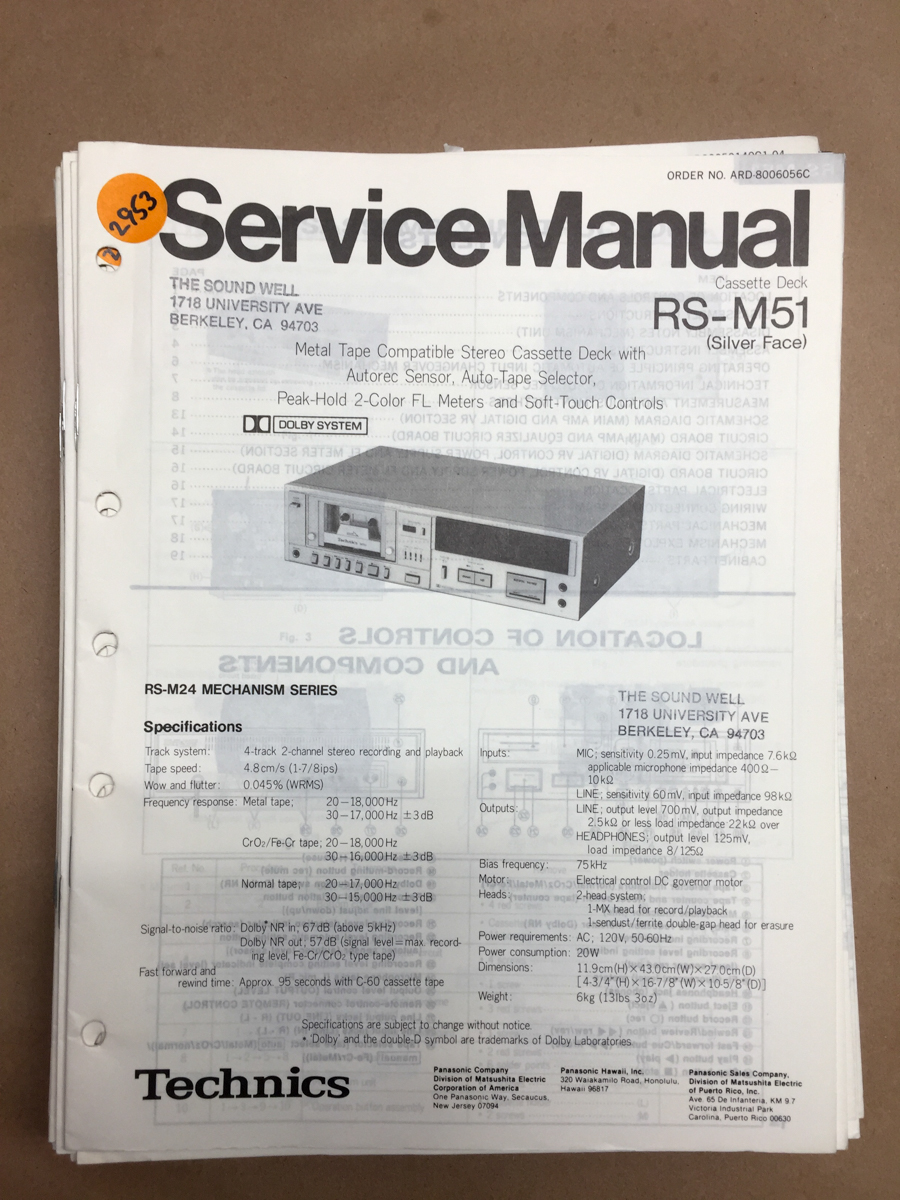 ORDER NO. ARD-8006056C
2953
2
Service Manual
THE SOUND WELL
1718 UNIVERSITY AVE
BERKELEY, CA 94703
Cassette Deck
RS-M51
(Silver Face)
Metal Tape Compatible Stereo Cassette Deck with
Autorec Sensor, Auto-Tape Selector,
Peak-Hold 2-Color FL Meters and Soft-Touch Controls
DOLBY SYSTEM
Technics
RS-M24 MECHANISM SERIES
Specifications
Track system: 4-track 2-channel stereo recording and playback
Tape speed: 4.8cm/s (1-7/8ips)
Wow and flutter: 0.045% (WRMS)
Frequency response: Metal tape; 20—18,000Hz
30—17,000Hz ±3dB
CrO₂/Fe-Cr tape; 20—18,000Hz
30—16,000Hz ±3dB
Normal tape; 20—17,000Hz
30—15,000Hz ±3dB
Signal-to-noise ratio: Dolby NR in; 67dB (above 5kHz)
Dolby NR out; 57dB (signal level=max. record-
ing level, Fe-Cr/CrO₂ type tape)
Fast forward and
rewind time: Approx. 95 seconds with C-60 cassette tape
THE SOUND WELL
1718 UNIVERSITY AVE
BERKELEY, CA 94703
Inputs: MIC; sensitivity 0.25mV, input impedance 7.6kΩ
applicable microphone impedance 400Ω—
10kΩ
LINE; sensitivity 60mV, input impedance 98kΩ
Outputs: LINE; output level 700mV, output impedance
2.5kΩ or less load impedance 22kΩ over
HEADPHONES; output level 125mV,
load impedance 8/125Ω
Bias frequency: 75kHz
Motor: Electrical control DC governor motor
Heads: 2-head system;
1-MX head for record/playback
1-sendust/ferrite double-gap head for erasure
Power requirements: AC; 120V, 50-60Hz
Power consumption: 20W
Dimensions: 11.9cm(H)×43.0cm(W)×27.0cm(D)
[4-3/4"(H)×16-7/8"(W)×10-5/8"(D)]
Weight: 6kg (13lbs 3oz)
Specifications are subject to change without notice.
• 'Dolby' and the double-D symbol are trademarks of Dolby Laboratories.
Technics
Panasonic Company
Division of Matsushita Electric
Corporation of America
One Panasonic Way, Secaucus,
New Jersey 07094
Panasonic Hawaii, Inc.
320 Waiakamilo Road, Honolulu,
Hawaii 96817
Panasonic Sales Company,
Division of Matsushita Electric
of Puerto Rico, Inc.
Ave. 65 De Infanteria, KM 9.7
Victoria Industrial Park
Carolina, Puerto Rico 00630